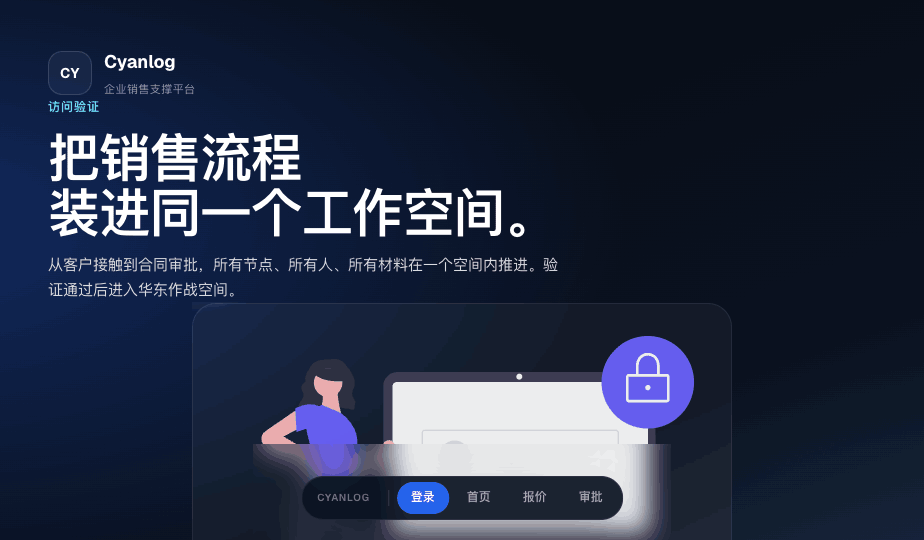 CY
Cyanlog
企业销售支撑平台
访问验证
把销售流程
装进同一个工作空间。
从客户接触到合同审批，所有节点、所有人、所有材料在一个空间内推进。验
证通过后进入华东作战空间。
CYANLOG
登录
首页
报价
审批